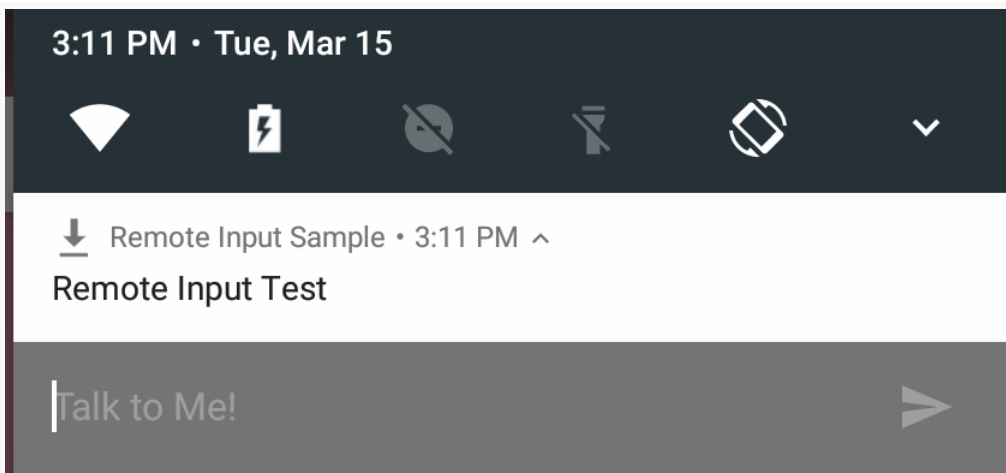 3:11 PM • Tue, Mar 15
Remote Input Sample • 3:11 PM
Remote Input Test
Talk to Me!